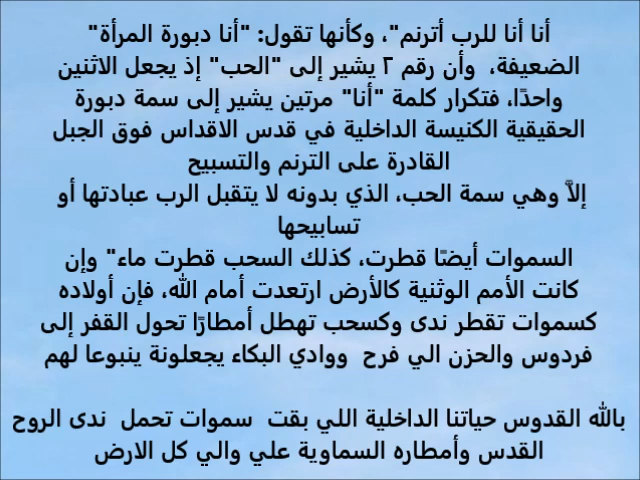 أنا أنا للرب أترنم"، وكأنها تقول: "أنا دبورة المرأة"
الضعيفة،  وأن رقم ٢ يشير إلى "الحب" إذ يجعل الاثنين
واحدًا، فتكرار كلمة "أنا" مرتين يشير إلى سمة دبورة
الحقيقية الكنيسة الداخلية في قدس الاقداس فوق الجبل
القادرة على الترنم والتسبيح
إلاَّ وهي سمة الحب، الذي بدونه لا يتقبل الرب عبادتها أو
تسابيحها
السموات أيضًا قطرت، كذلك السحب قطرت ماء" وإن
كانت الأمم الوثنية كالأرض ارتعدت أمام الله، فإن أولاده
كسموات تقطر ندى وكسحب تهطل أمطارًا تحول القفر إلى
فردوس والحزن الي فرح  ووادي البكاء يجعلونة ينبوعا لهم
بالله القدوس حياتنا الداخلية اللي بقت  سموات تحمل  ندى الروح
القدس وأمطاره السماوية علي والي كل الارض